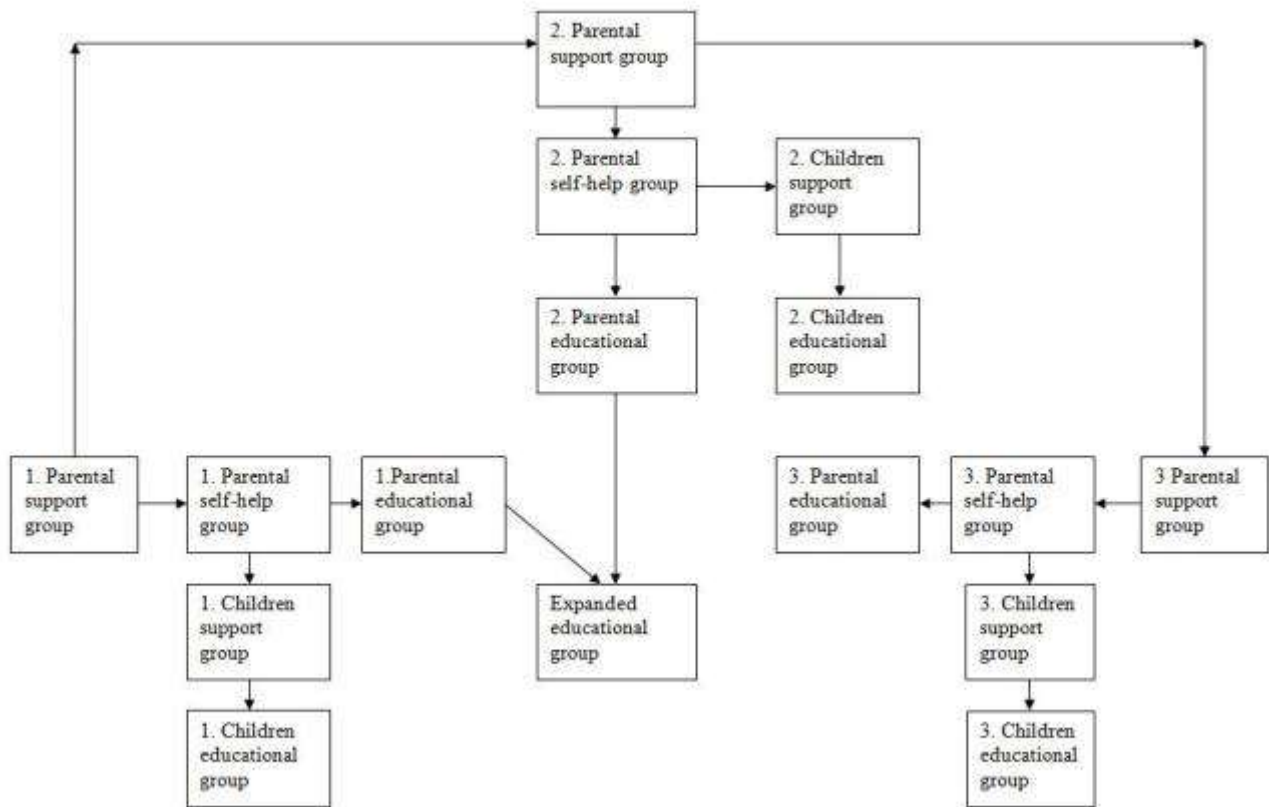 2. Parental
support group
2. Parental
self-help group
2. Children
support
group
2. Parental
educational
group
2. Children
educational
group
1. Parental
support
group
1. Parental
self-help
group
1.Parental
educational
group
3. Parental
educational
group
3. Parental
self-help
group
3 Parental
support
group
1. Children
support
group
Expanded
educational
group
3. Children
support
group
1. Children
educational
group
3. Children
educational
group